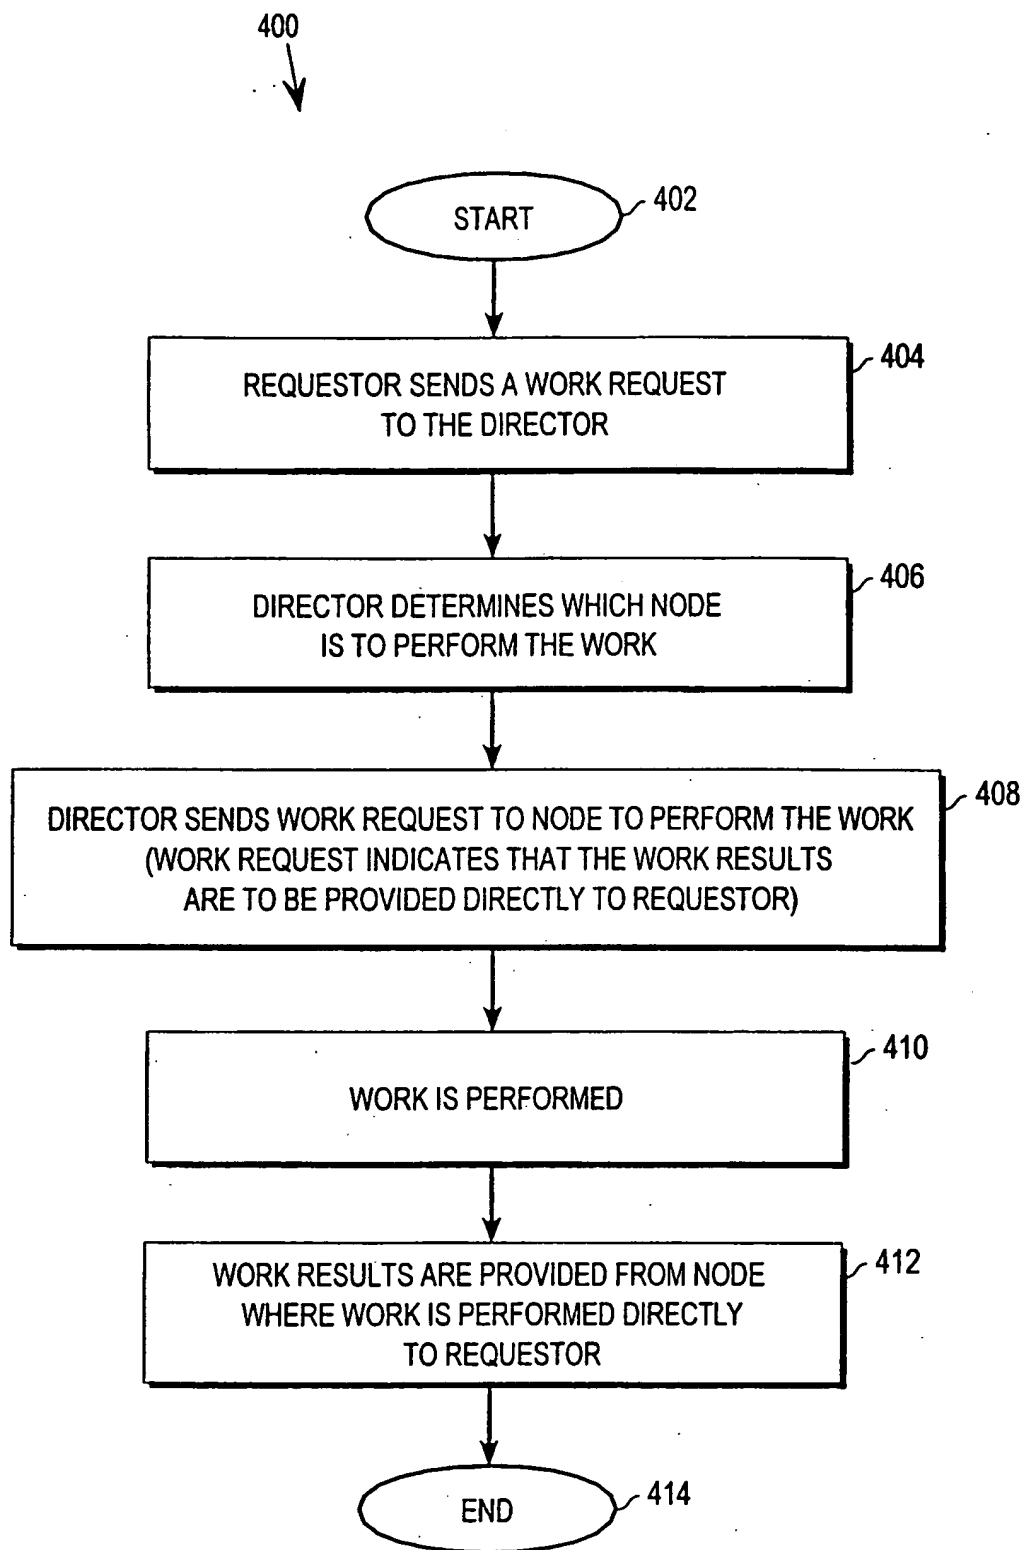 400
START
402
REQUESTOR SENDS A WORK REQUEST
TO THE DIRECTOR
404
DIRECTOR DETERMINES WHICH NODE
IS TO PERFORM THE WORK
406
DIRECTOR SENDS WORK REQUEST TO NODE TO PERFORM THE WORK
(WORK REQUEST INDICATES THAT THE WORK RESULTS
ARE TO BE PROVIDED DIRECTLY TO REQUESTOR)
408
WORK IS PERFORMED
410
WORK RESULTS ARE PROVIDED FROM NODE
WHERE WORK IS PERFORMED DIRECTLY
TO REQUESTOR
412
END
414